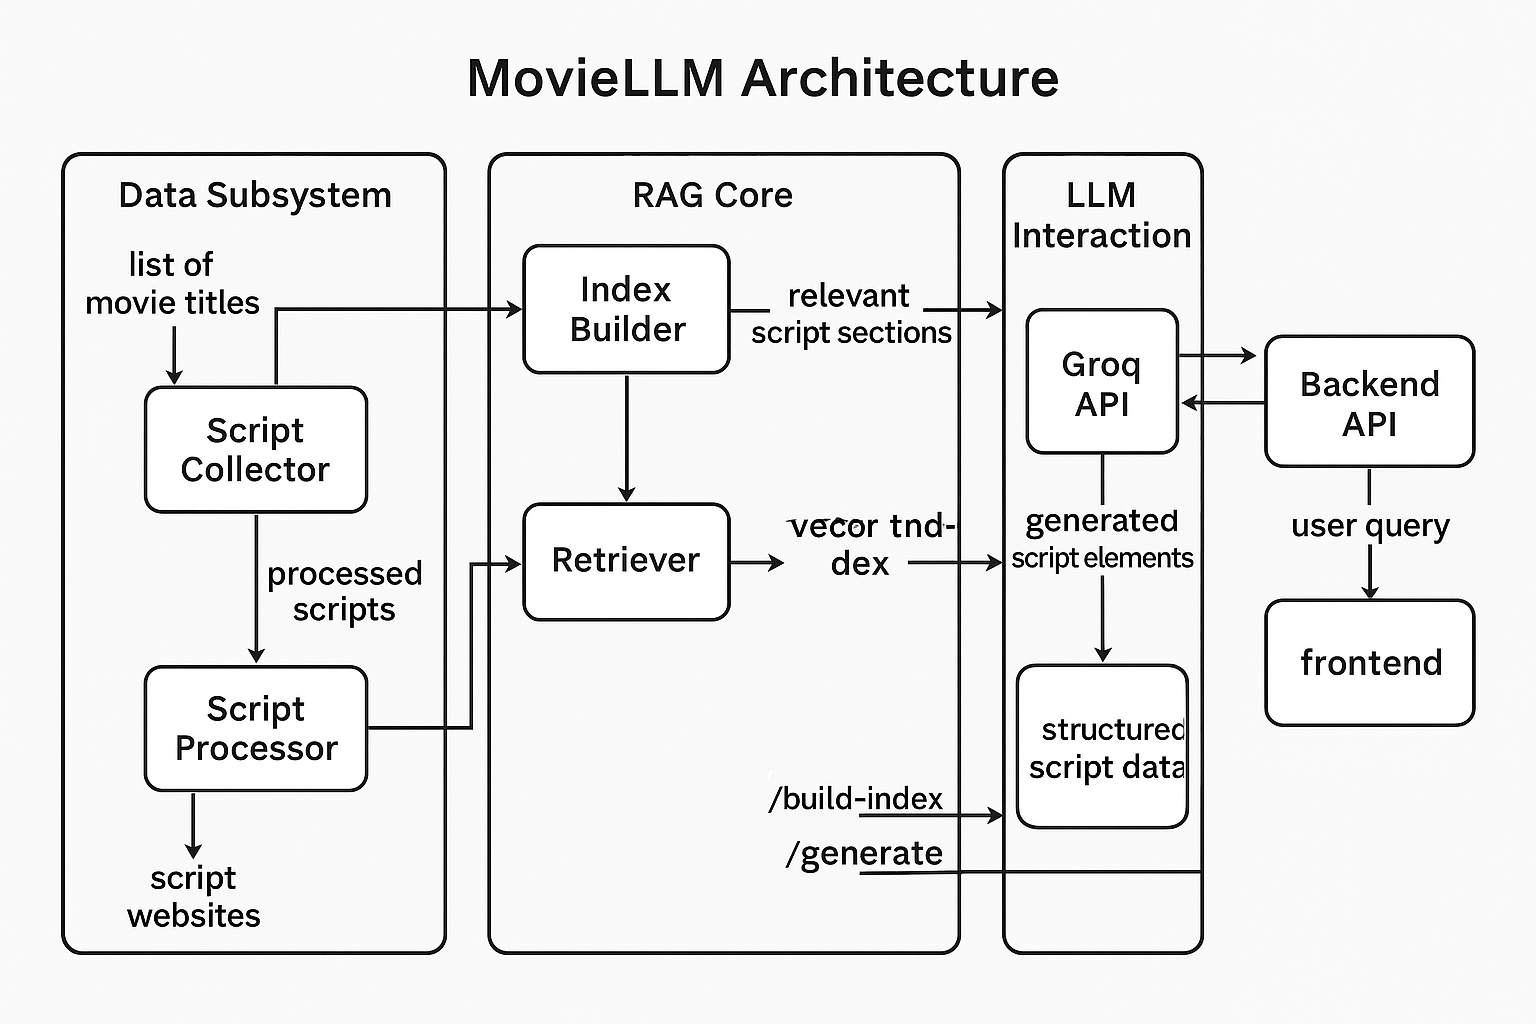 MovieLLM Architecture
Data Subsystem
list of
movie titles
Script
Collector
processed
scripts
Script
Processor
script
websites
RAG Core
Index
Builder
relevant
script sections
Retriever
vecor tnd-
dex
/build-index
/generate
LLM
Interaction
Groq
API
generated
script elements
structured
script data
Backend
API
user query
frontend